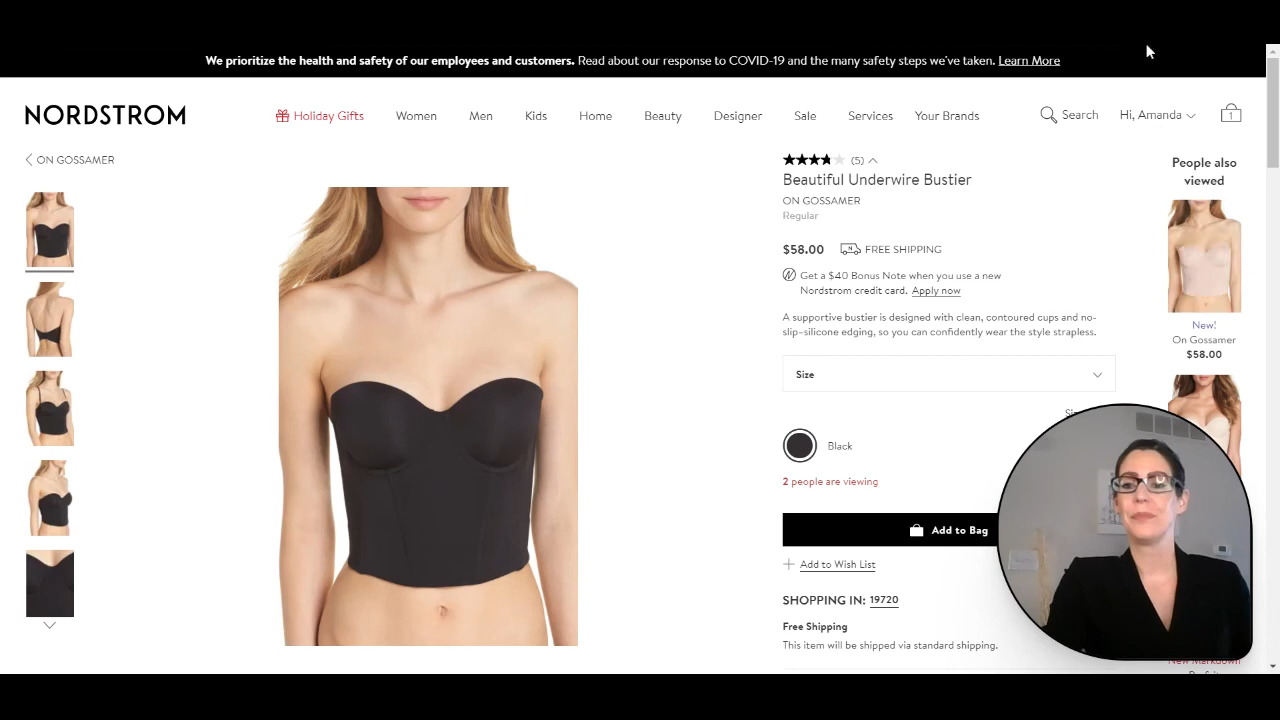 We prioritize the health and safety of our employees and customers. Read about our response to COVID-19 and the many safety steps we've taken. Learn More
NORDSTROM
Holiday Gifts
Women
Men
Kids
Home
Beauty
Designer
Sale
Services
Your Brands
Search
Hi, Amanda
1
ON GOSSAMER
(5)
Beautiful Underwire Bustier
ON GOSSAMER
Regular
$58.00
FREE SHIPPING
Get a $40 Bonus Note when you use a new
Nordstrom credit card. Apply now
A supportive bustier is designed with clean, contoured cups and no-
slip-silicone edging, so you can confidently wear the style strapless.
Size
Black
2 people are viewing
Add to Bag
Add to Wish List
SHOPPING IN: 19720
Free Shipping
This item will be shipped via standard shipping.
People also
viewed
New!
On Gossamer
$58.00
New Markdown